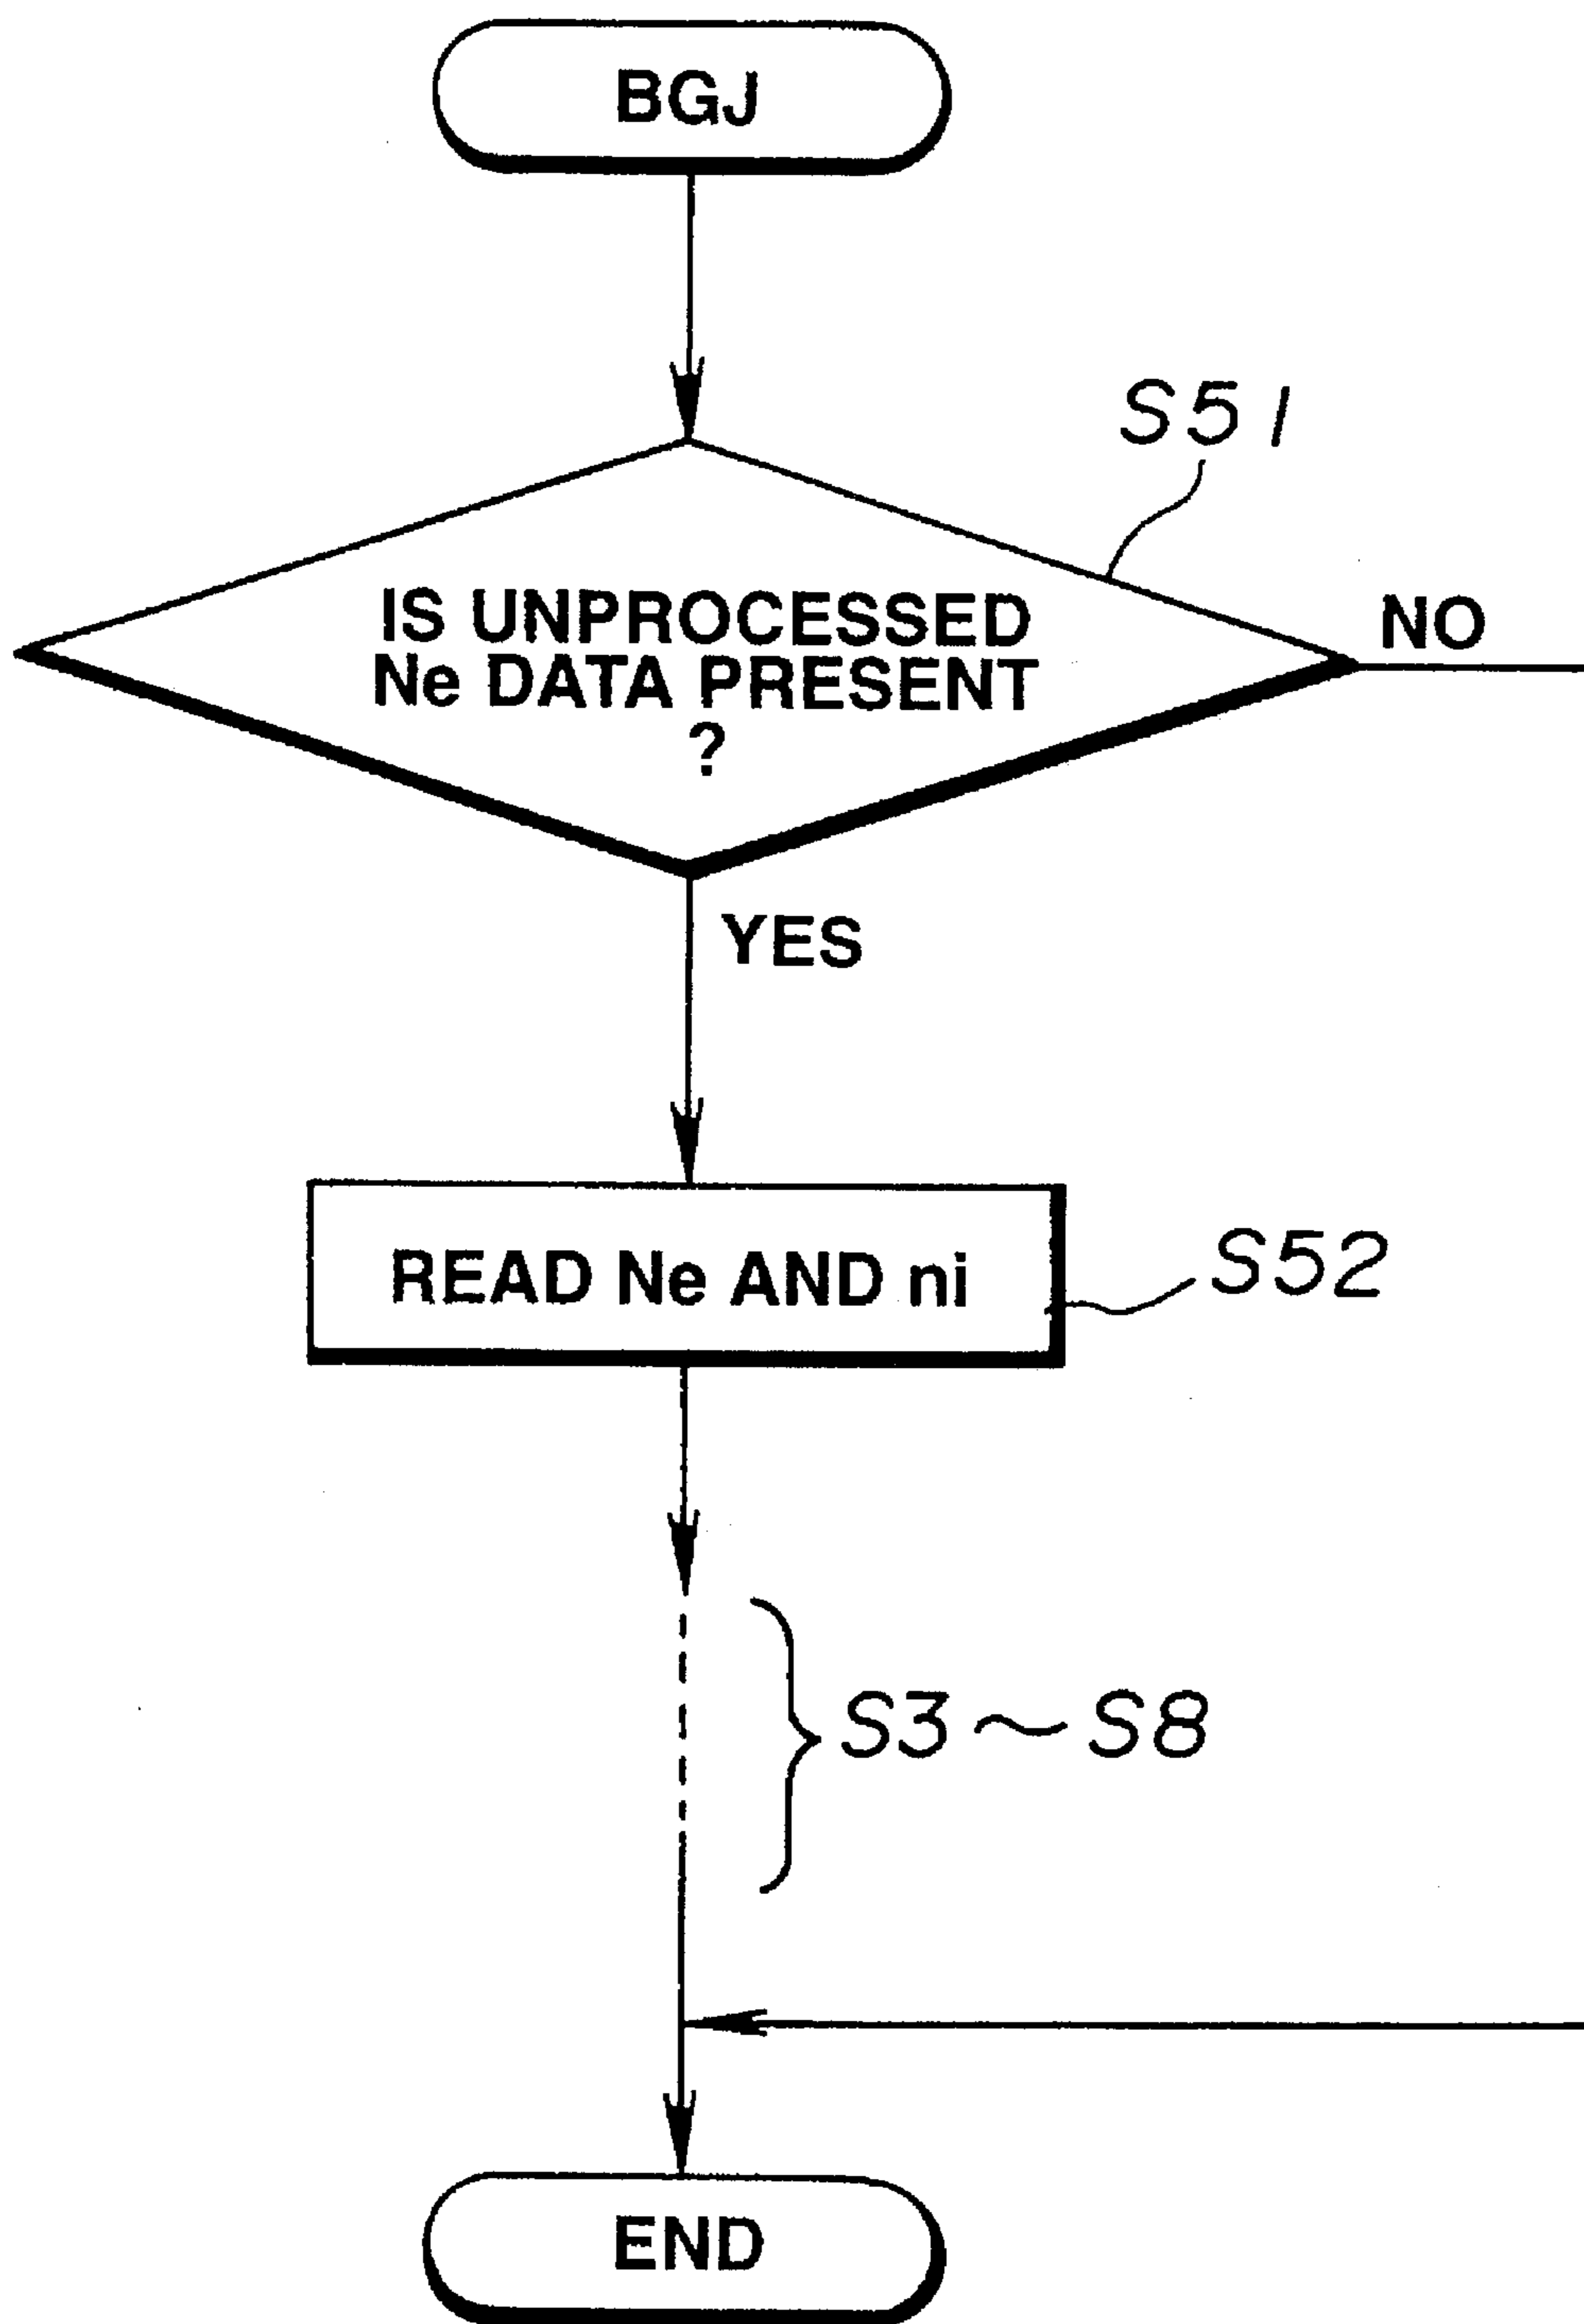 BGJ
S51
IS UNPROCESSED
Ne DATA PRESENT
?
NO
YES
READ Ne AND ni
S52
S3~S8
END